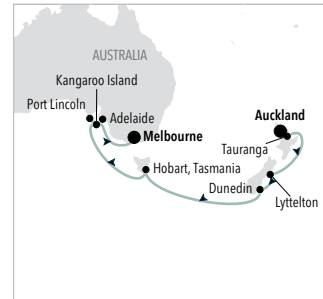 AUSTRALIA
Kangaroo Island
Port Lincoln
Adelaide
Melbourne
Auckland
Tauranga
Hobart, Tasmania
Dunedin
Lyttelton